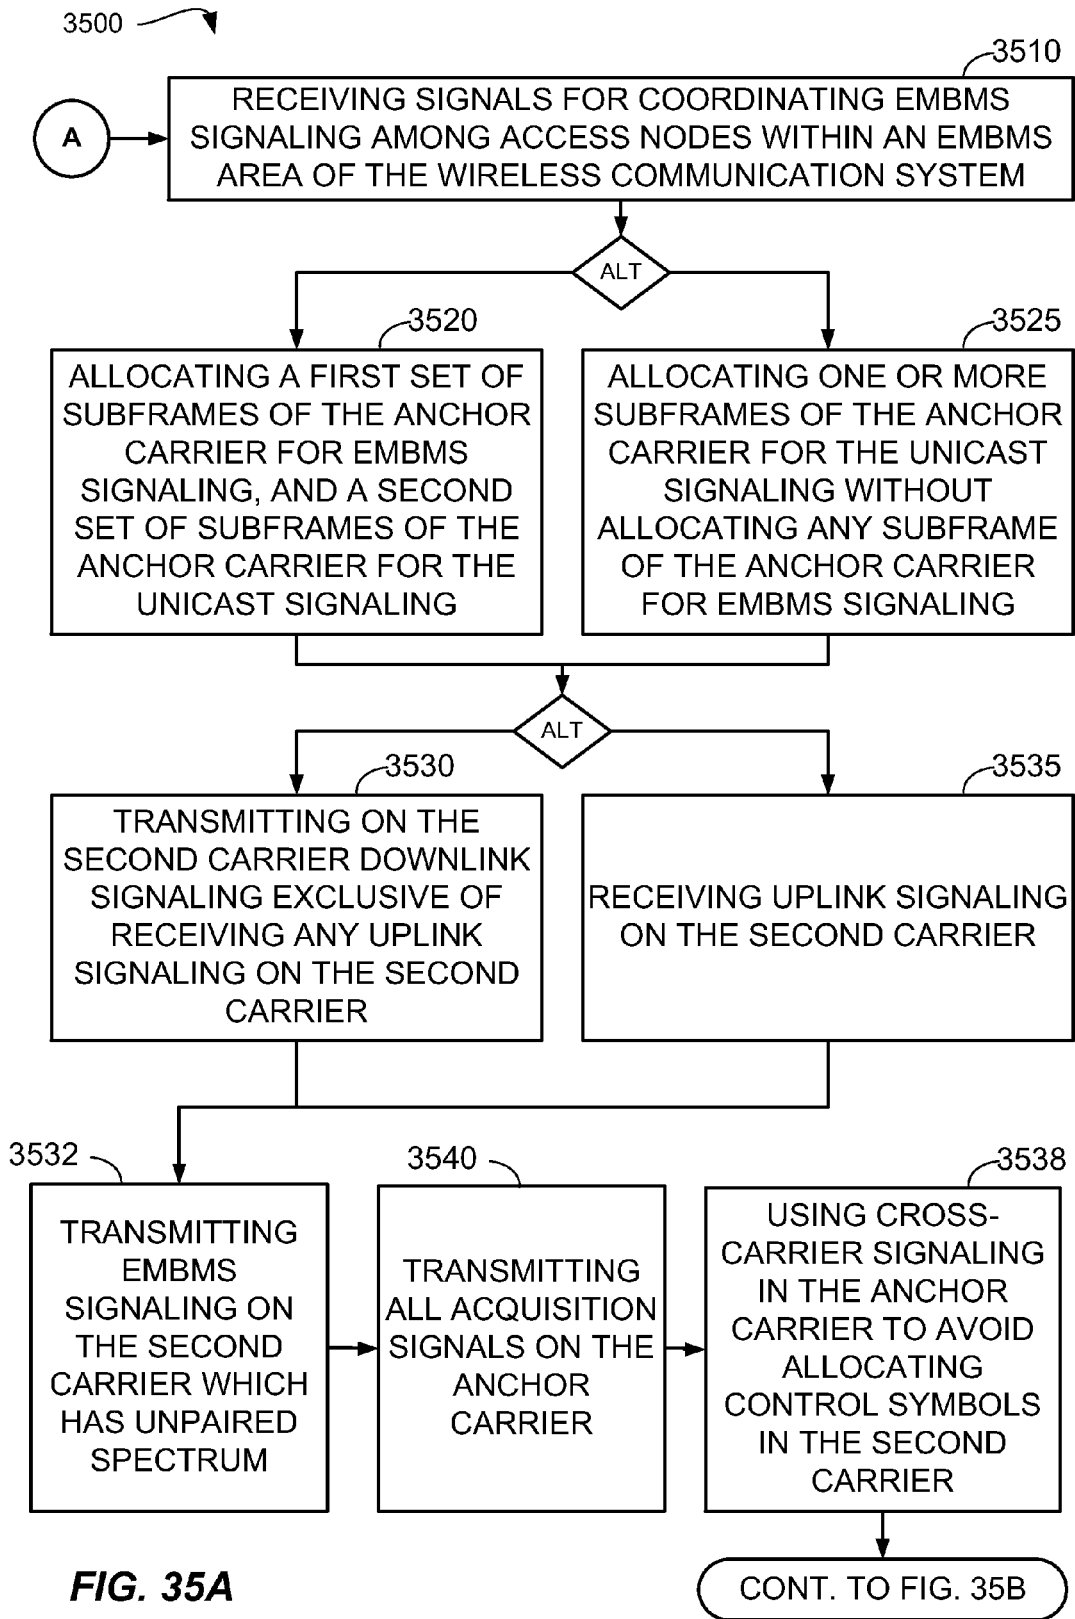 3500
3510
A
RECEIVING SIGNALS FOR COORDINATING EMBMS
SIGNALING AMONG ACCESS NODES WITHIN AN EMBMS
AREA OF THE WIRELESS COMMUNICATION SYSTEM
ALT
3520
ALLOCATING A FIRST SET OF
SUBFRAMES OF THE ANCHOR
CARRIER FOR EMBMS
SIGNALING, AND A SECOND
SET OF SUBFRAMES OF THE
ANCHOR CARRIER FOR THE
UNICAST SIGNALING
3525
ALLOCATING ONE OR MORE
SUBFRAMES OF THE ANCHOR
CARRIER FOR THE UNICAST
SIGNALING WITHOUT
ALLOCATING ANY SUBFRAME
OF THE ANCHOR CARRIER
FOR EMBMS SIGNALING
ALT
3530
TRANSMITTING ON THE
SECOND CARRIER DOWNLINK
SIGNALING EXCLUSIVE OF
RECEIVING ANY UPLINK
SIGNALING ON THE SECOND
CARRIER
3535
RECEIVING UPLINK SIGNALING
ON THE SECOND CARRIER
3532
TRANSMITTING
EMBMS
SIGNALING ON
THE SECOND
CARRIER WHICH
HAS UNPAIRED
SPECTRUM
3540
TRANSMITTING
ALL ACQUISITION
SIGNALS ON THE
ANCHOR
CARRIER
3538
USING CROSS-
CARRIER SIGNALING
IN THE ANCHOR
CARRIER TO AVOID
ALLOCATING
CONTROL SYMBOLS
IN THE SECOND
CARRIER
FIG. 35A
CONT. TO FIG. 35B